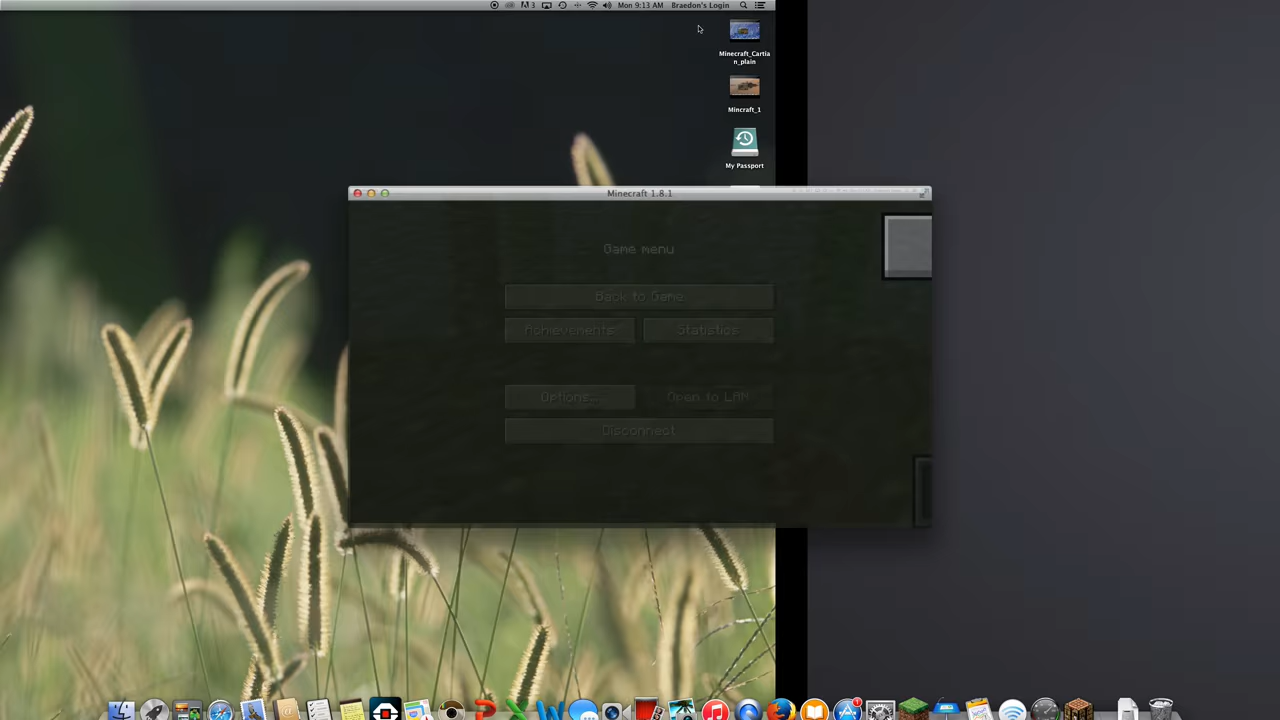 3 Mon 9:13 AM Braedon's Login
Minecraft_Cartia
n_plain
Mincraft_1
My Passport
Minecraft 1.8.1
Game menu
Back to Game
Achievements
Statistics
Options...
Open to LAN
Disconnect